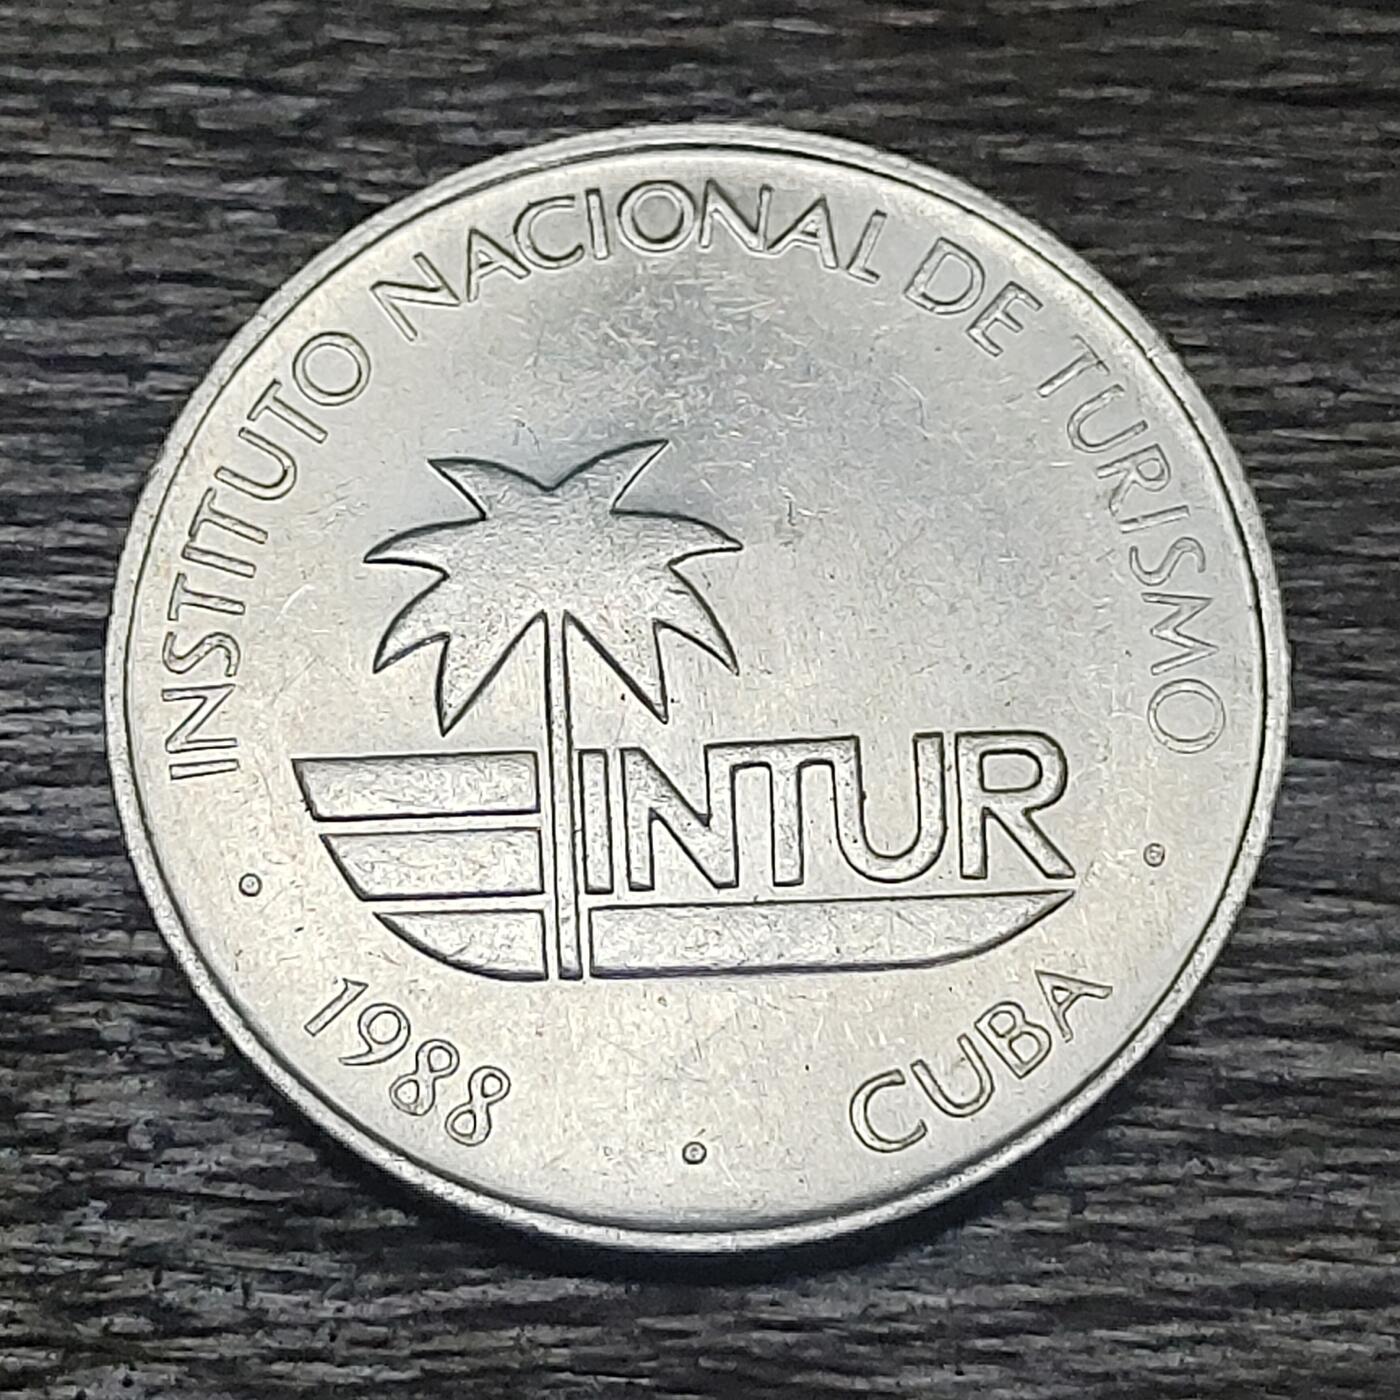 INSTITUTO NACIONAL DE TURISMO
INTUR
1988
CUBA